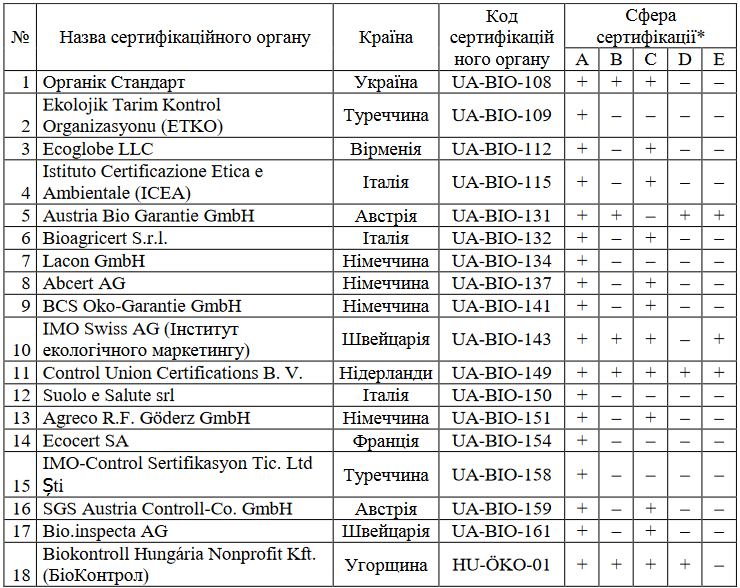 № Назва сертифікаційного органу Країна Код сертифікацій ного органу Сфера сертифікації*
A B C D E
1 Органік Стандарт Україна UA-BIO-108 + + + – –
2 Ekolojik Tarim Kontrol Organizasyonu (ETKO) Туреччина UA-BIO-109 + – – – –
3 Ecoglobe LLC Вірменія UA-BIO-112 + – + – –
4 Istituto Certificazione Etica e Ambientale (ICEA) Італія UA-BIO-115 + – + – –
5 Austria Bio Garantie GmbH Австрія UA-BIO-131 + + – + +
6 Bioagricert S.r.l. Італія UA-BIO-132 + – + – –
7 Lacon GmbH Німеччина UA-BIO-134 + – – – –
8 Abcert AG Німеччина UA-BIO-137 + – + – –
9 BCS Oko-Garantie GmbH Німеччина UA-BIO-141 + – + – –
10 IMO Swiss AG (Інститут екологічного маркетингу) Швейцарія UA-BIO-143 + + + – +
11 Control Union Certifications B. V. Нідерланди UA-BIO-149 + + + + +
12 Suolo e Salute srl Італія UA-BIO-150 + – – – –
13 Agreco R.F. Göderz GmbH Німеччина UA-BIO-151 + – + – –
14 Ecocert SA Франція UA-BIO-154 + – – – –
15 IMO-Control Sertifikasyon Tic. Ltd Ști Туреччина UA-BIO-158 + – – – –
16 SGS Austria Controll-Co. GmbH Австрія UA-BIO-159 + – + – –
17 Bio.inspecta AG Швейцарія UA-BIO-161 + – + – –
18 Biokontroll Hungária Nonprofit Kft. (БіоКонтрол) Угорщина HU-ÖKO-01 + + + + –